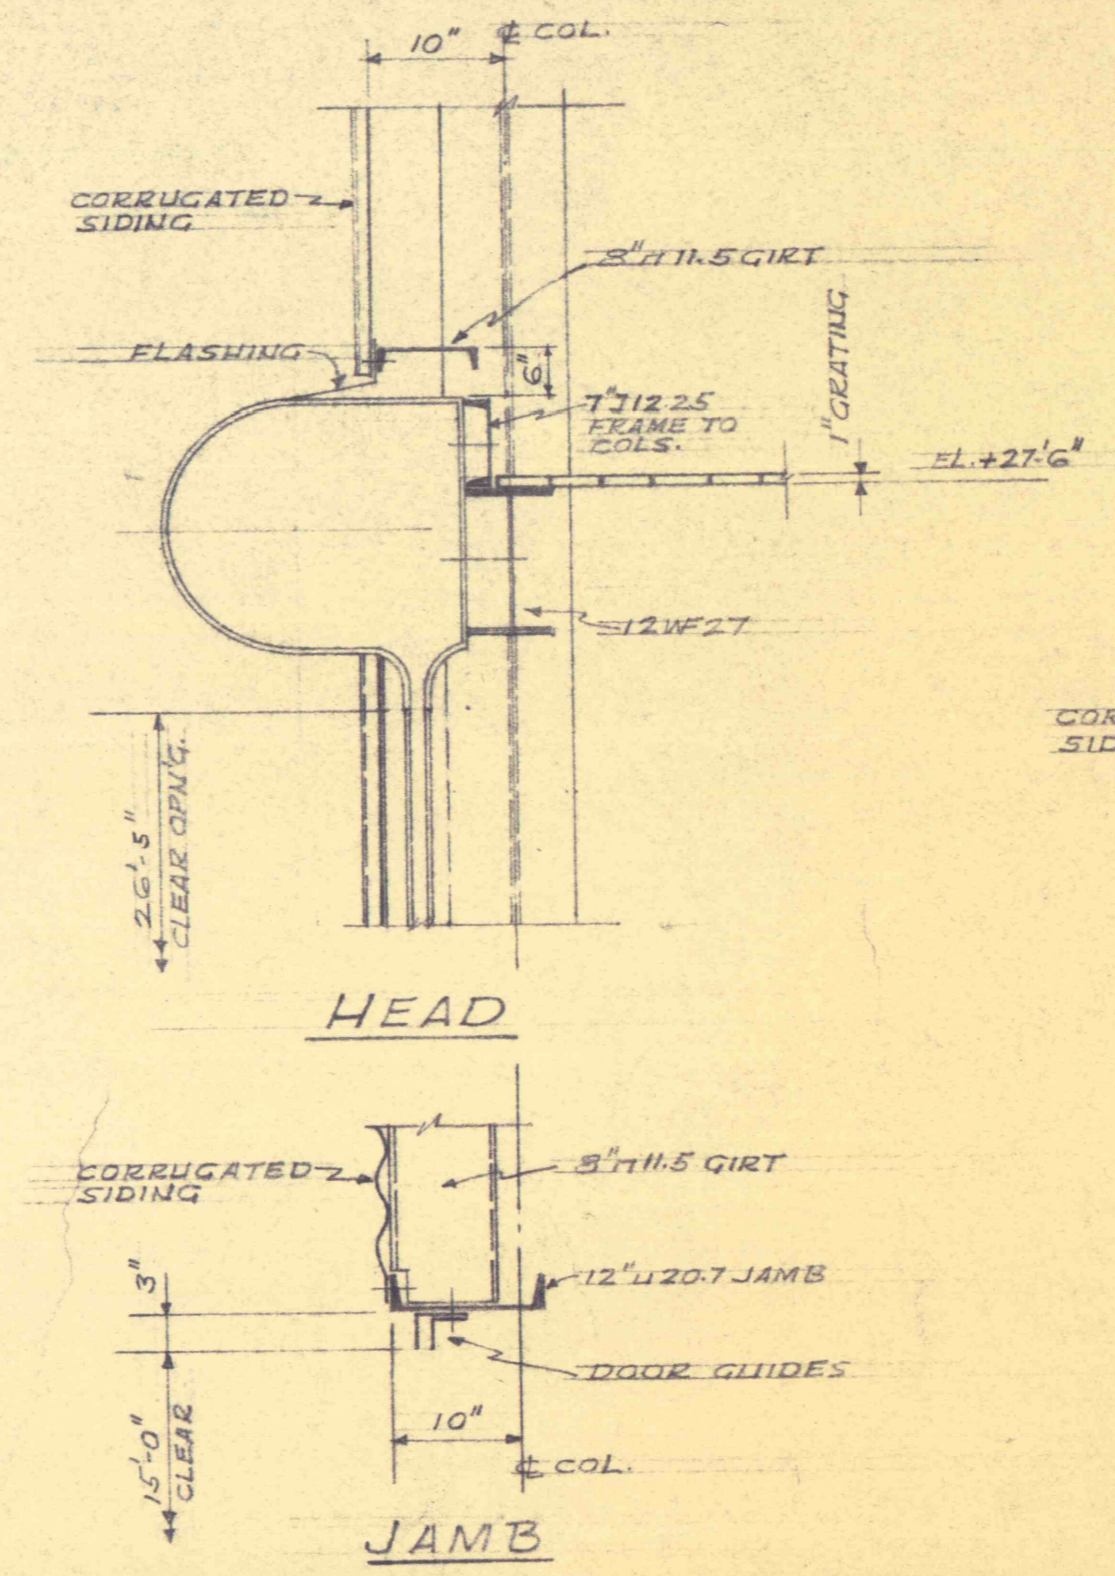 10" ℄ COL.
CORRUGATED
SIDING
8"⊓11.5 GIRT
1" GRATING
FLASHING
6"
7"]12.25
FRAME TO
COLS.
EL.+27'-6"
12WF27
26'-5"
CLEAR OPN'G.
HEAD
CORRUGATED
SIDING
8"⊓11.5 GIRT
3"
12"⊔20.7 JAMB
DOOR GUIDES
15'-0"
CLEAR
10"
℄ COL.
JAMB